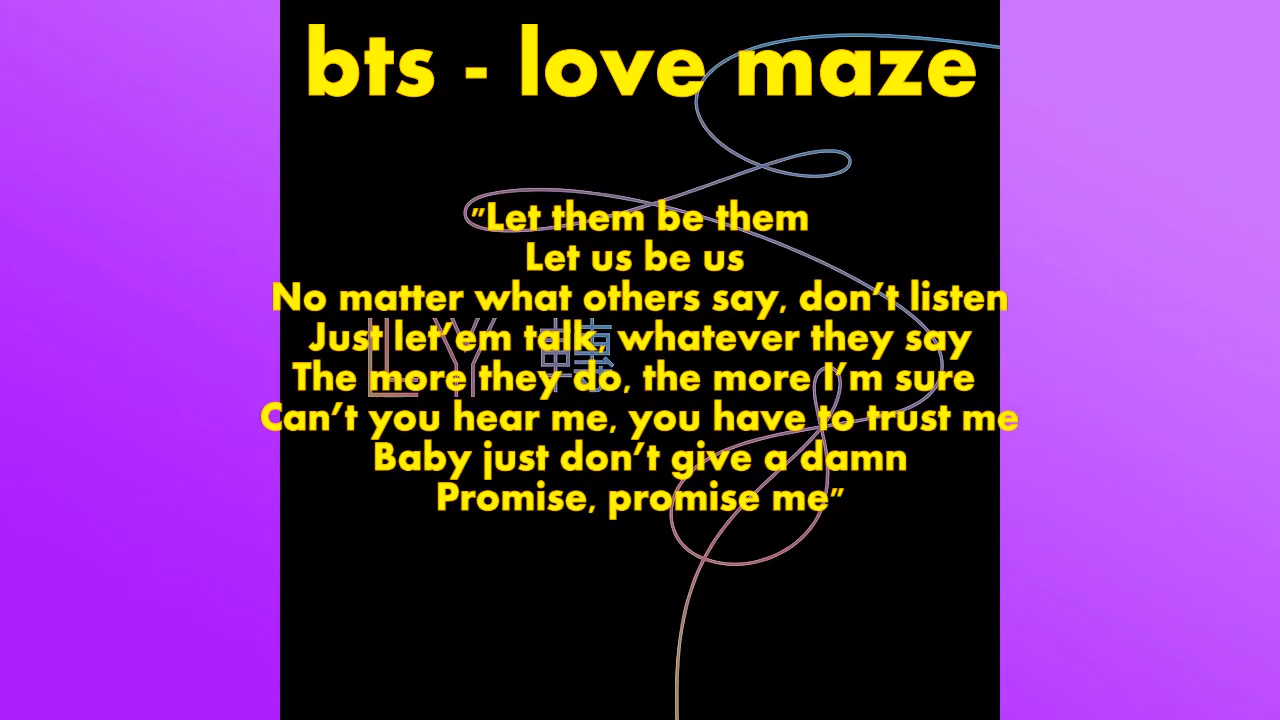 bts - love maze
"Let them be them
Let us be us
No matter what others say, don't listen
Just let'em talk, whatever they say
LY 轉
The more they do, the more I'm sure
Can't you hear me, you have to trust me
Baby just don't give a damn
Promise, promise me"